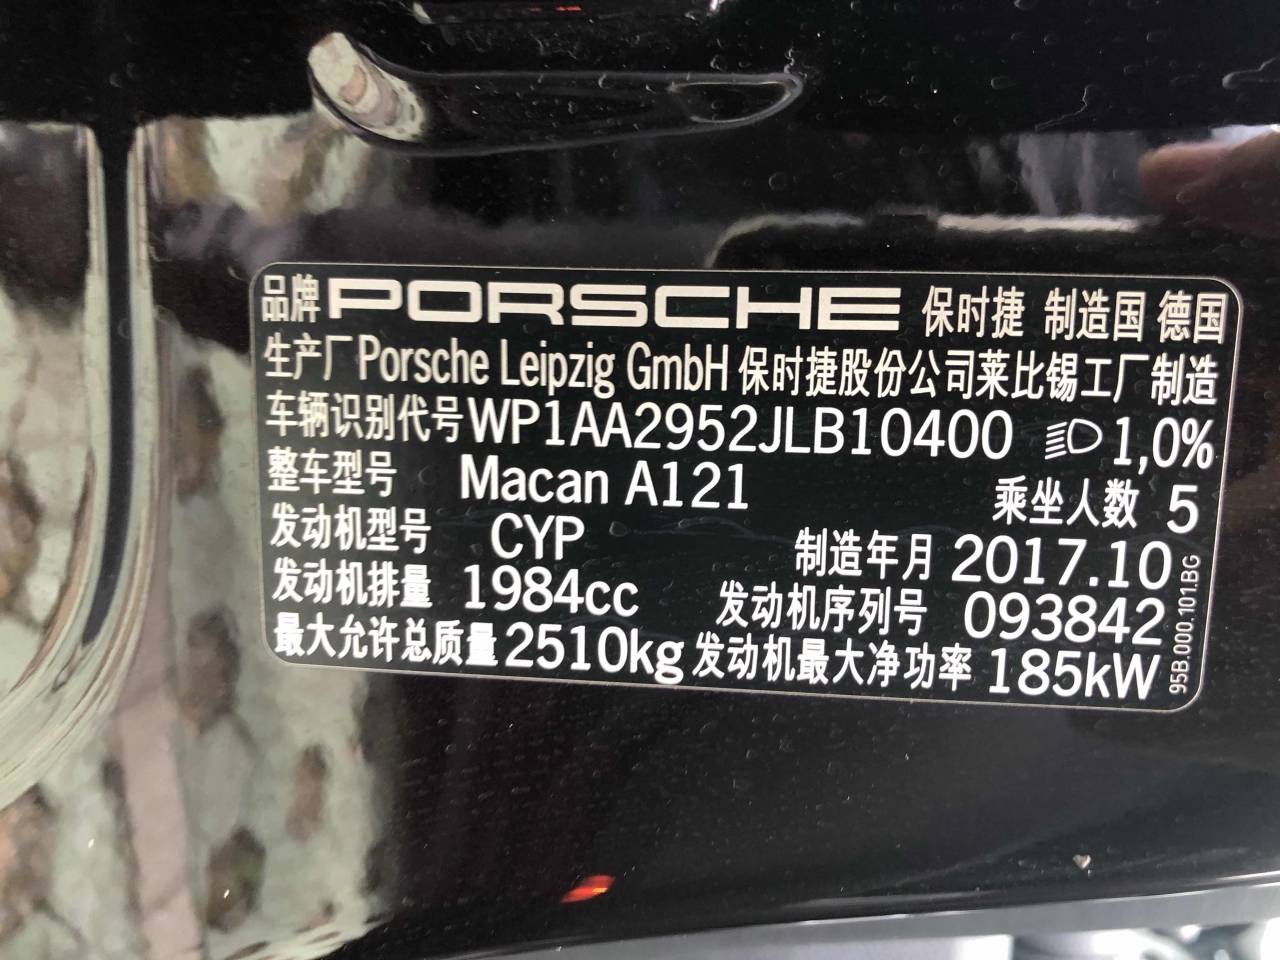 品牌 PORSCHE 保时捷 制造国 德国
生产厂 Porsche Leipzig GmbH 保时捷股份公司莱比锡工厂制造
车辆识别代号 WP1AA2952JLB10400 1,0%
整车型号 Macan A121 乘坐人数 5
发动机型号 CYP 制造年月 2017.10
发动机排量 1984cc 发动机序列号 093842
最大允许总质量 2510kg 发动机最大净功率 185kW
95B.000.101.BG